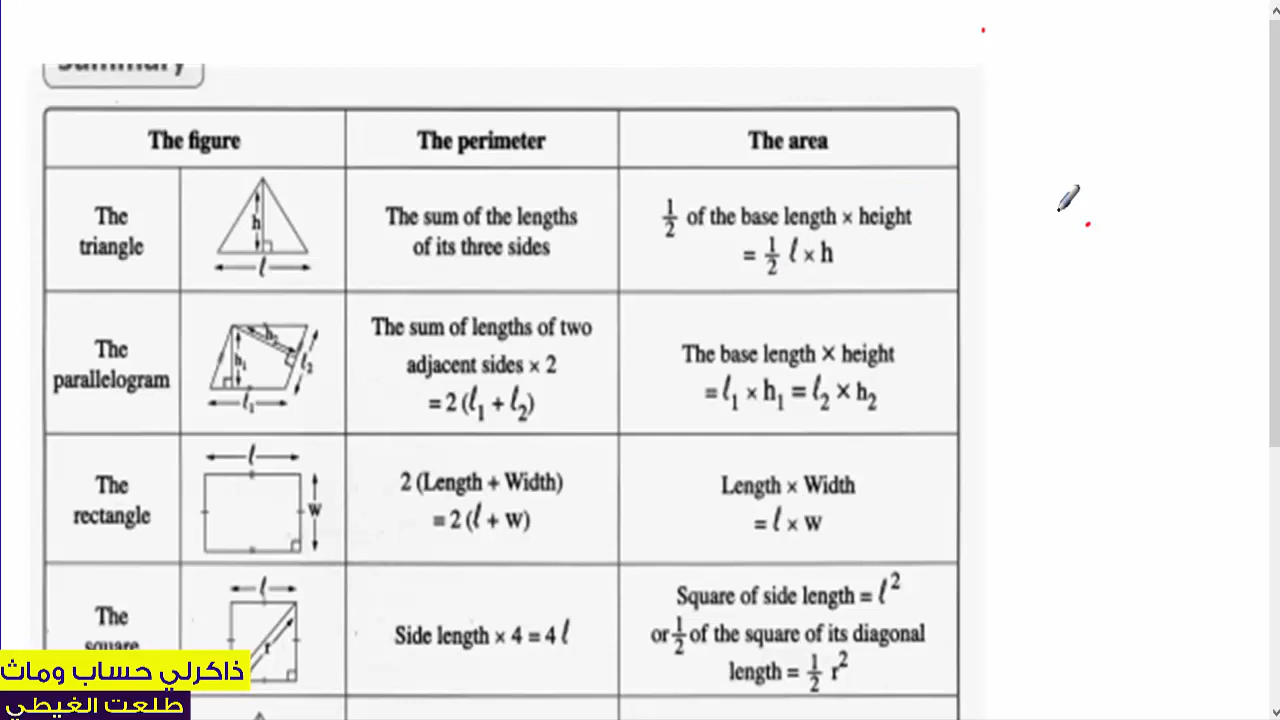 Summary
The figure
The perimeter
The area
The
triangle
h
l
The sum of the lengths
of its three sides
1/2 of the base length × height
= 1/2 l × h
The
parallelogram
h₂
h₁
l₂
l₁
The sum of lengths of two
adjacent sides × 2
= 2 (l₁ + l₂)
The base length × height
= l₁ × h₁ = l₂ × h₂
The
rectangle
l
w
2 (Length + Width)
= 2 (l + w)
Length × Width
= l × w
The
square
l
r
Side length × 4 = 4 l
Square of side length = l²
or 1/2 of the square of its diagonal
length = 1/2 r²
ذاكرلي حساب وماث
طلعت الغيطي